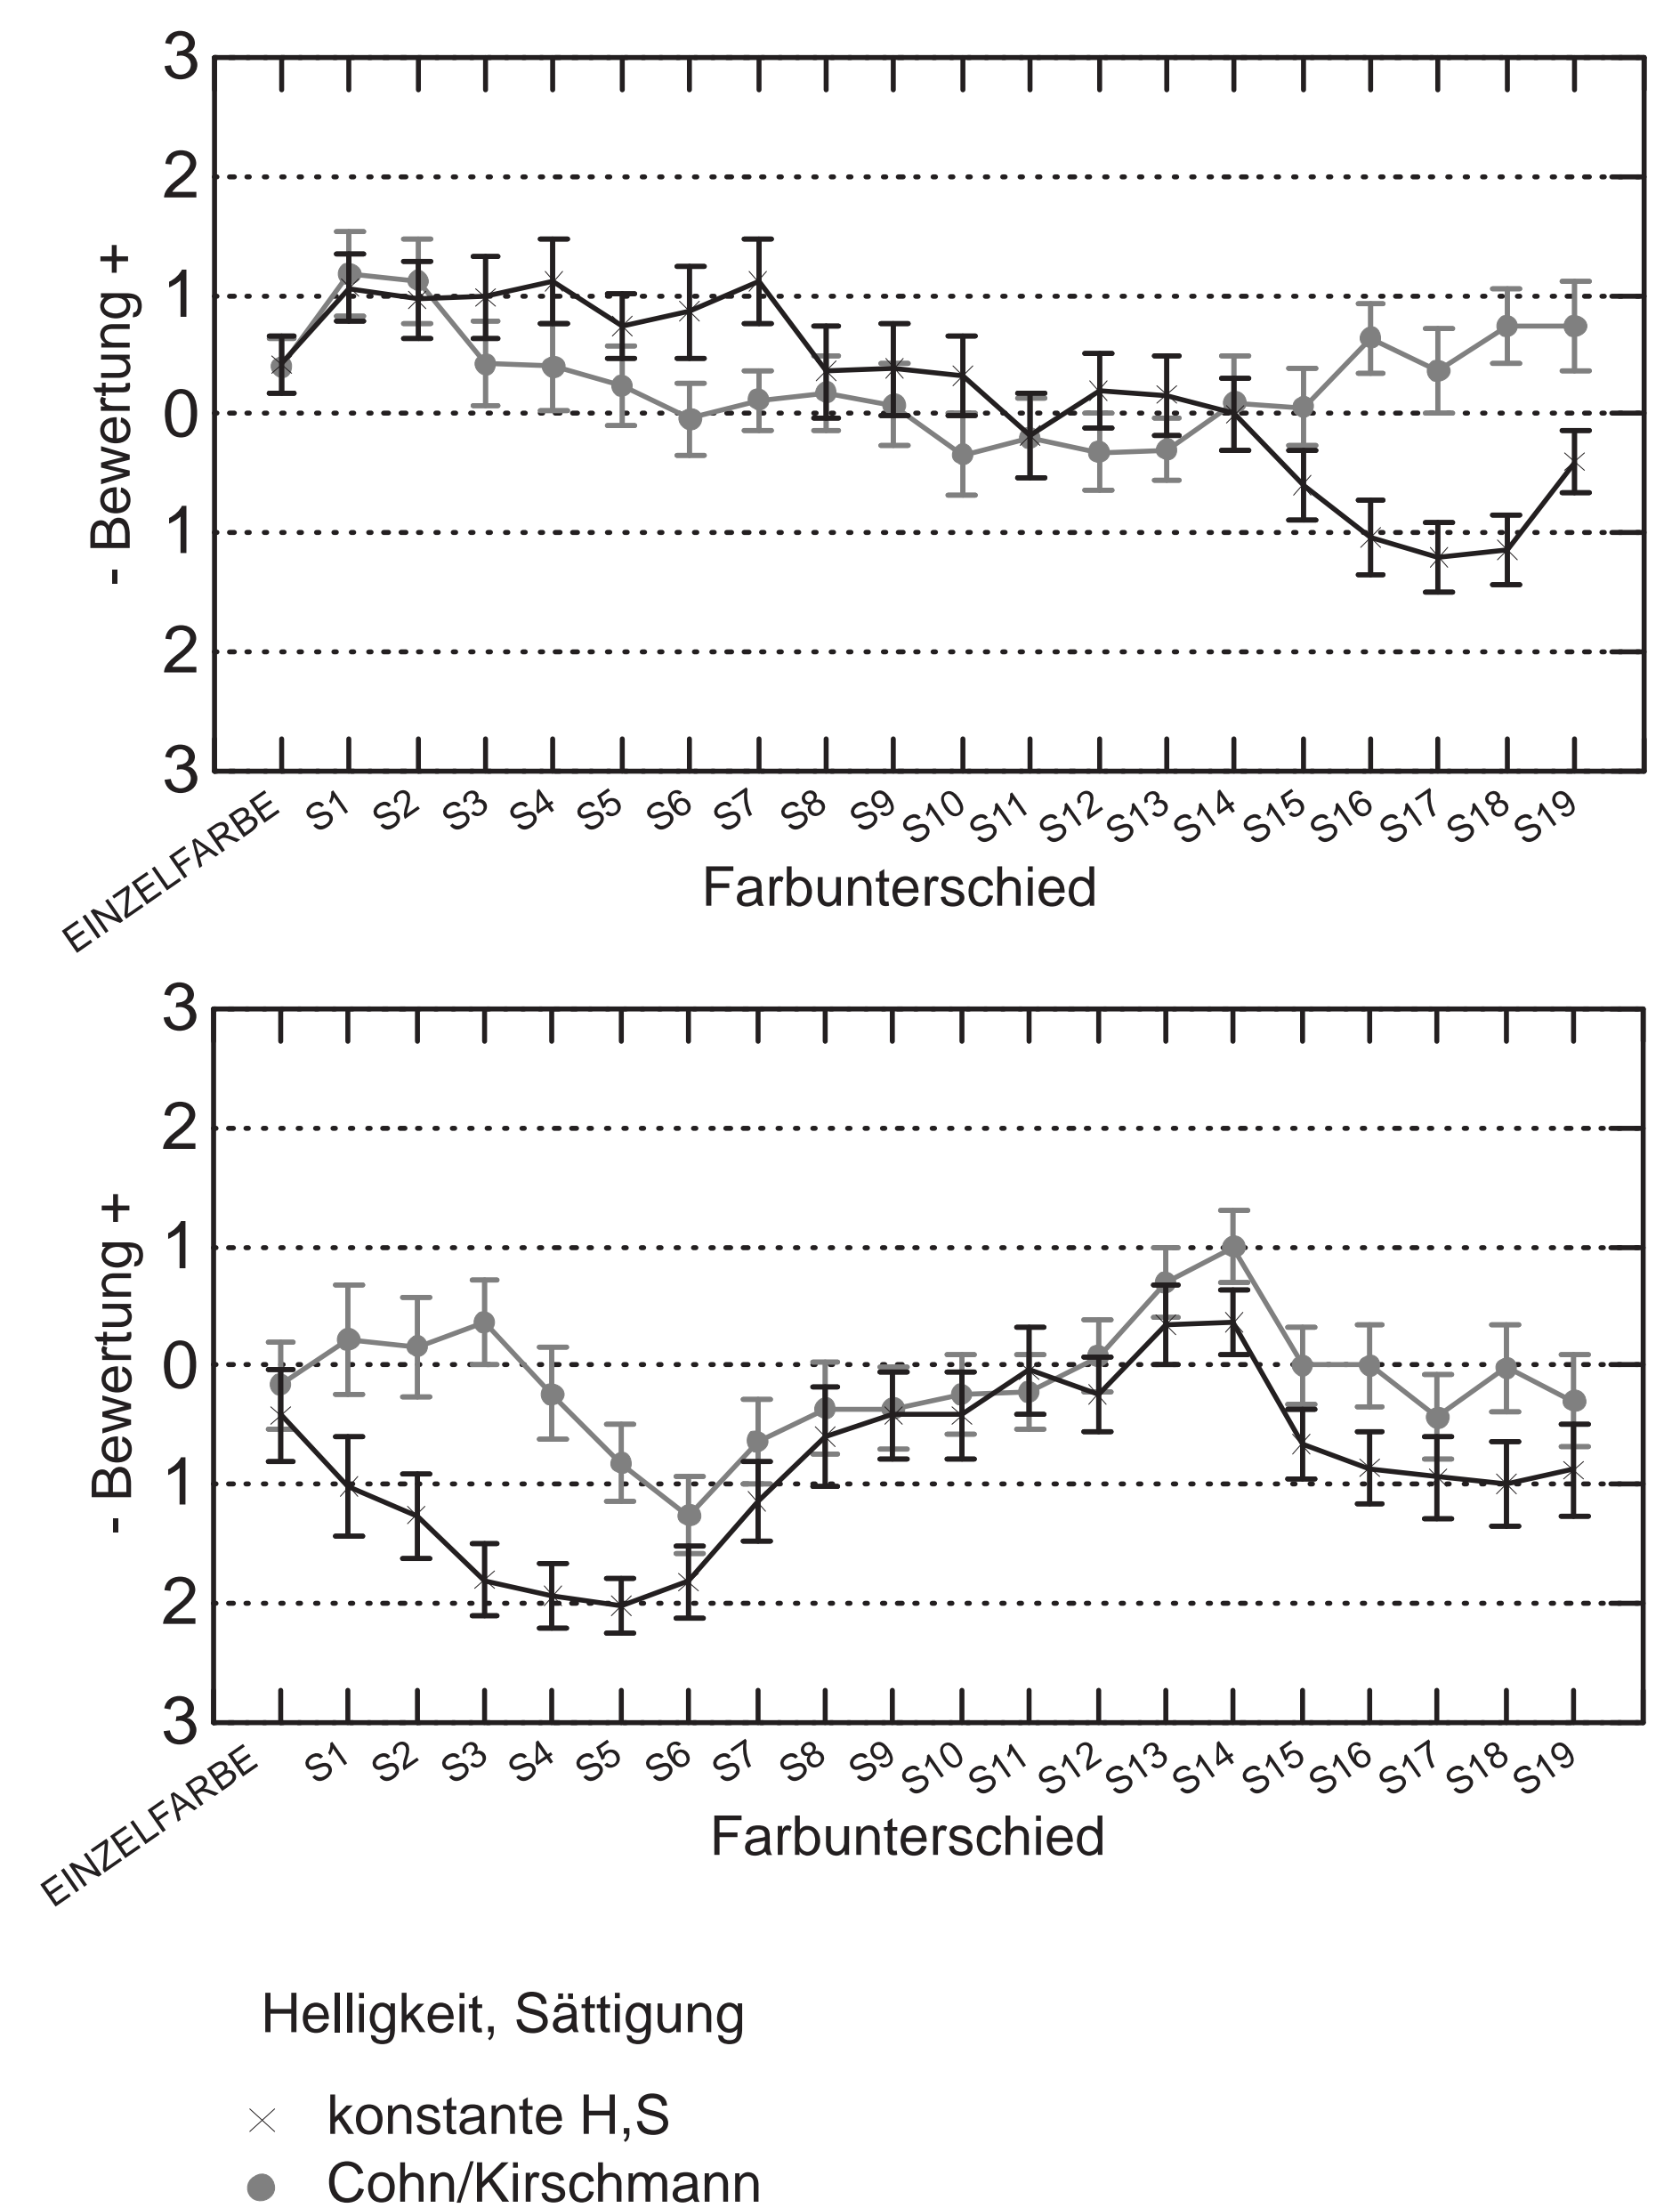 3
2
1
0
1
2
3
- Bewertung +
EINZELFARBE S1 S2 S3 S4 S5 S6 S7 S8 S9 S10 S11 S12 S13 S14 S15 S16 S17 S18 S19
Farbunterschied
3
2
1
0
1
2
3
- Bewertung +
EINZELFARBE S1 S2 S3 S4 S5 S6 S7 S8 S9 S10 S11 S12 S13 S14 S15 S16 S17 S18 S19
Farbunterschied
Helligkeit, Sättigung
konstante H,S
Cohn/Kirschmann